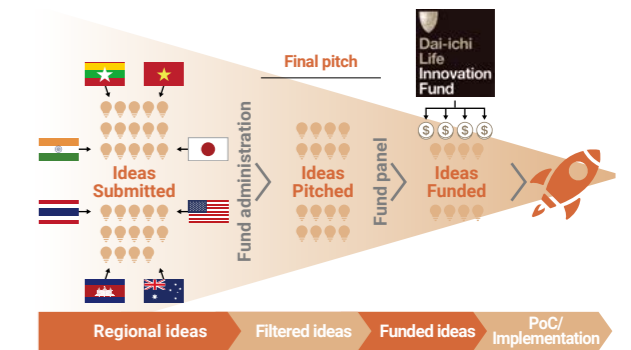 Final pitch
Dai-ichi
Life
Innovation
Fund
$ $ $ $
Fund administration
Ideas
Submitted
Ideas
Pitched
Fund panel
Ideas
Funded
Regional ideas
Filtered ideas
Funded ideas
PoC/
Implementation